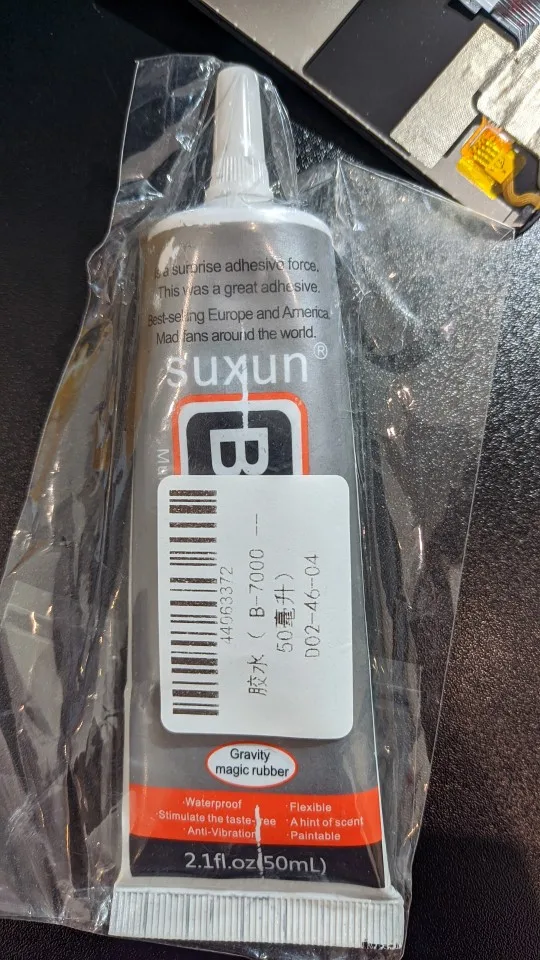 a surprise adhesive force.
This was a great adhesive.
Best-selling Europe and America.
Mad fans around the world.
suxun®
B
44063372
胶水 ( B-7000 --
50毫升)
D02-46-04
Gravity
magic rubber
·Waterproof
·Stimulate the taste-free
·Anti-Vibration
·Flexible
·A hint of scent
·Paintable
2.1fl.oz(50mL)